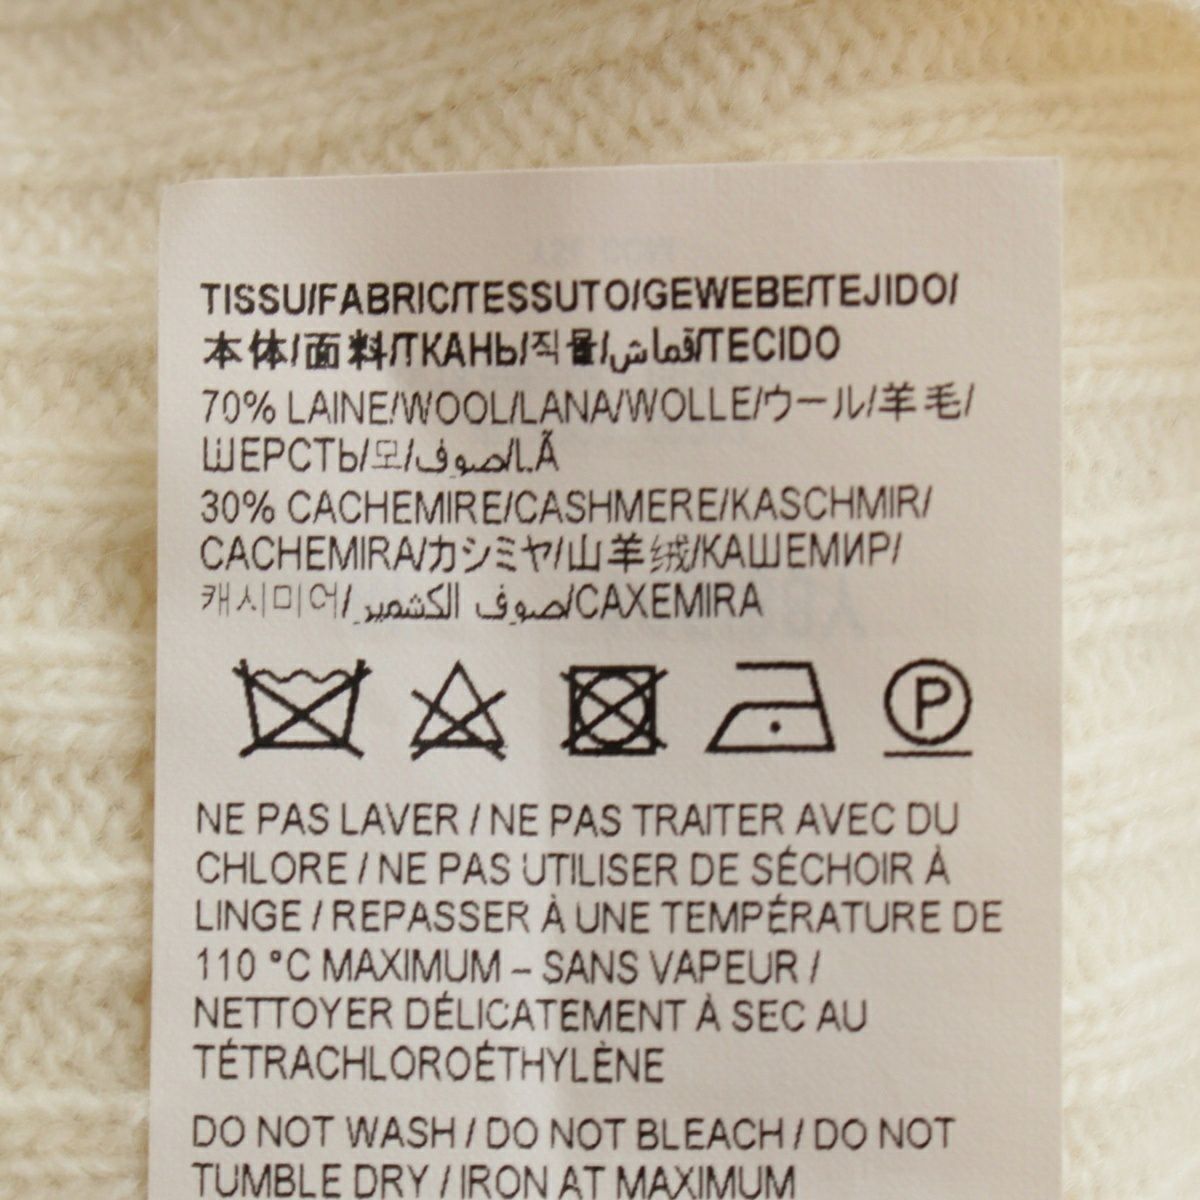 TISSU/FABRIC/TESSUTO/GEWEBE/TEJIDO/
本体/面料/ТКАНЬ/직물/قماش/TECIDO
70% LAINE/WOOL/LANA/WOLLE/ウール/羊毛/
ШЕРСТЬ/모/صوف/LÃ
30% CACHEMIRE/CASHMERE/KASCHMIR/
CACHEMIRA/カシミヤ/山羊绒/КАШЕМИР/
캐시미어/صوف الكشمير/CAXEMIRA
P
NE PAS LAVER / NE PAS TRAITER AVEC DU
CHLORE / NE PAS UTILISER DE SÉCHOIR À
LINGE / REPASSER À UNE TEMPÉRATURE DE
110 °C MAXIMUM – SANS VAPEUR /
NETTOYER DÉLICATEMENT À SEC AU
TÉTRACHLOROÉTHYLÈNE
DO NOT WASH / DO NOT BLEACH / DO NOT
TUMBLE DRY / IRON AT MAXIMUM